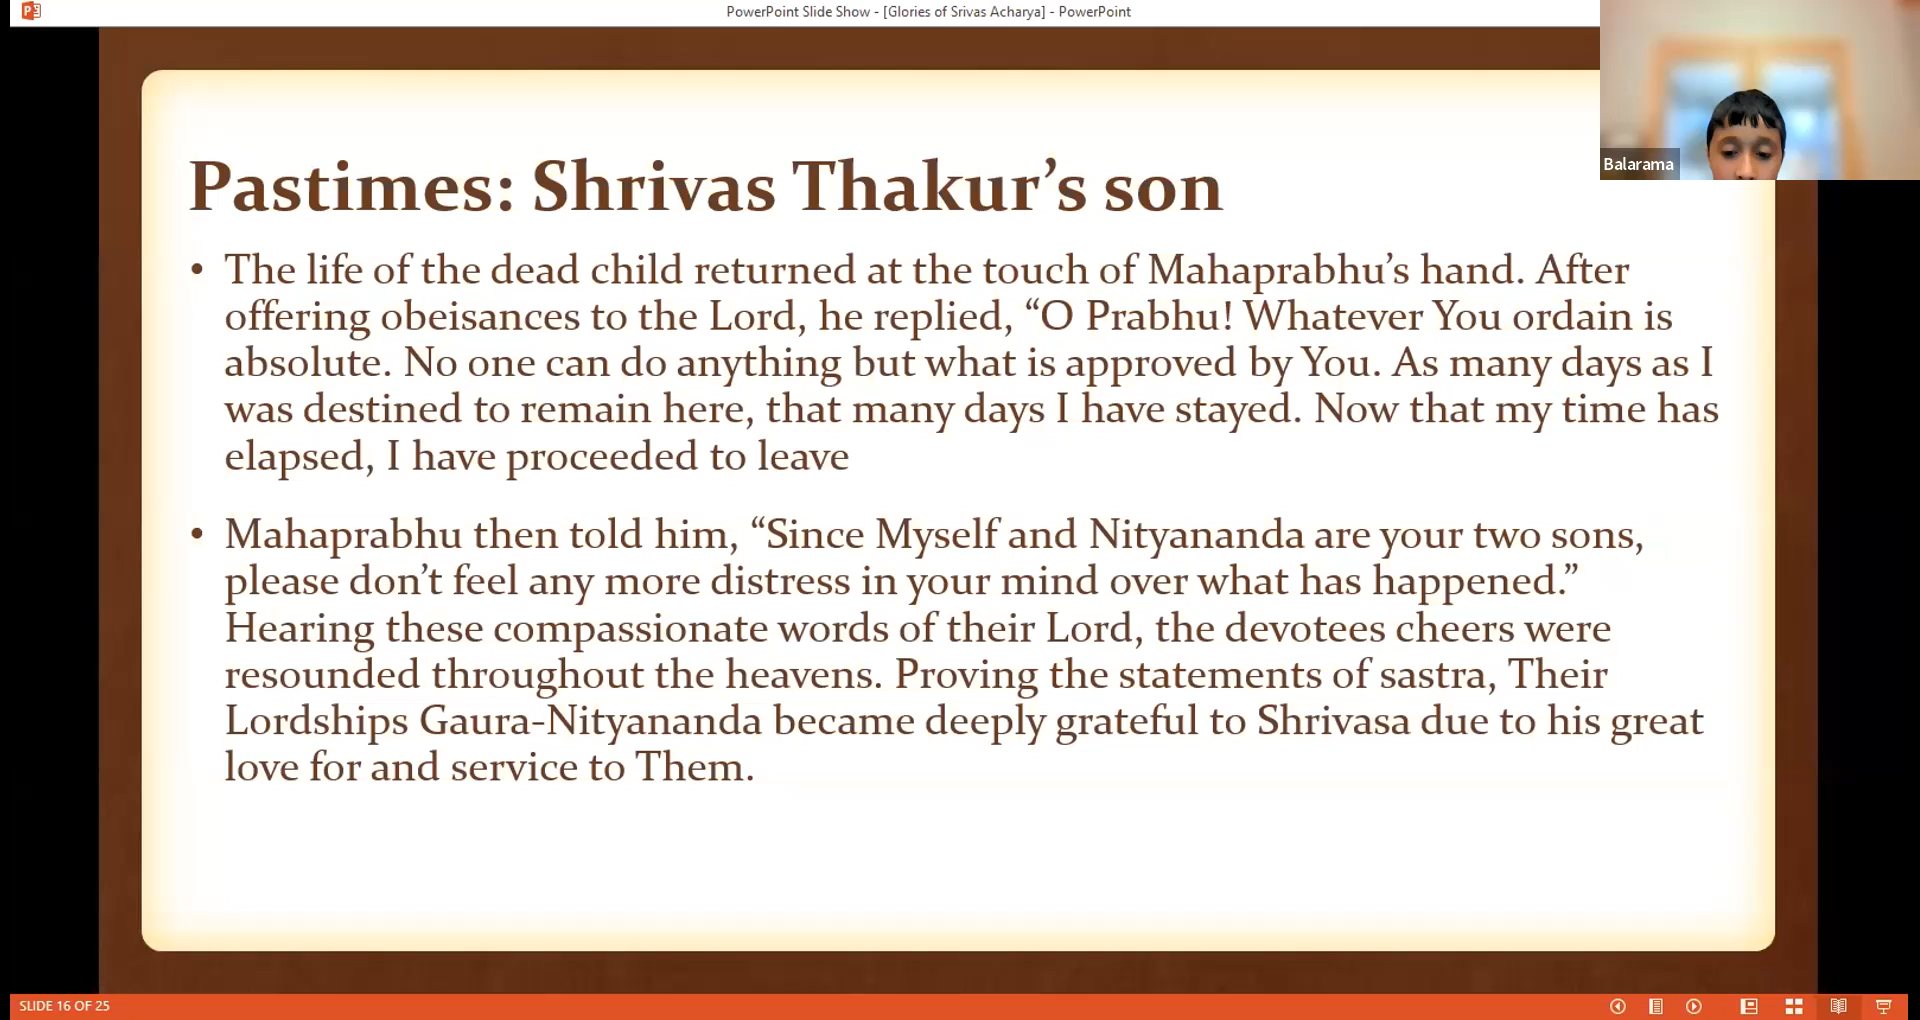 PowerPoint Slide Show - [Glories of Srivas Acharya] - PowerPoint
Balarama
Pastimes: Shrivas Thakur’s son
• The life of the dead child returned at the touch of Mahaprabhu’s hand. After
offering obeisances to the Lord, he replied, “O Prabhu! Whatever You ordain is
absolute. No one can do anything but what is approved by You. As many days as I
was destined to remain here, that many days I have stayed. Now that my time has
elapsed, I have proceeded to leave
• Mahaprabhu then told him, “Since Myself and Nityananda are your two sons,
please don’t feel any more distress in your mind over what has happened.”
Hearing these compassionate words of their Lord, the devotees cheers were
resounded throughout the heavens. Proving the statements of sastra, Their
Lordships Gaura-Nityananda became deeply grateful to Shrivasa due to his great
love for and service to Them.
SLIDE 16 OF 25